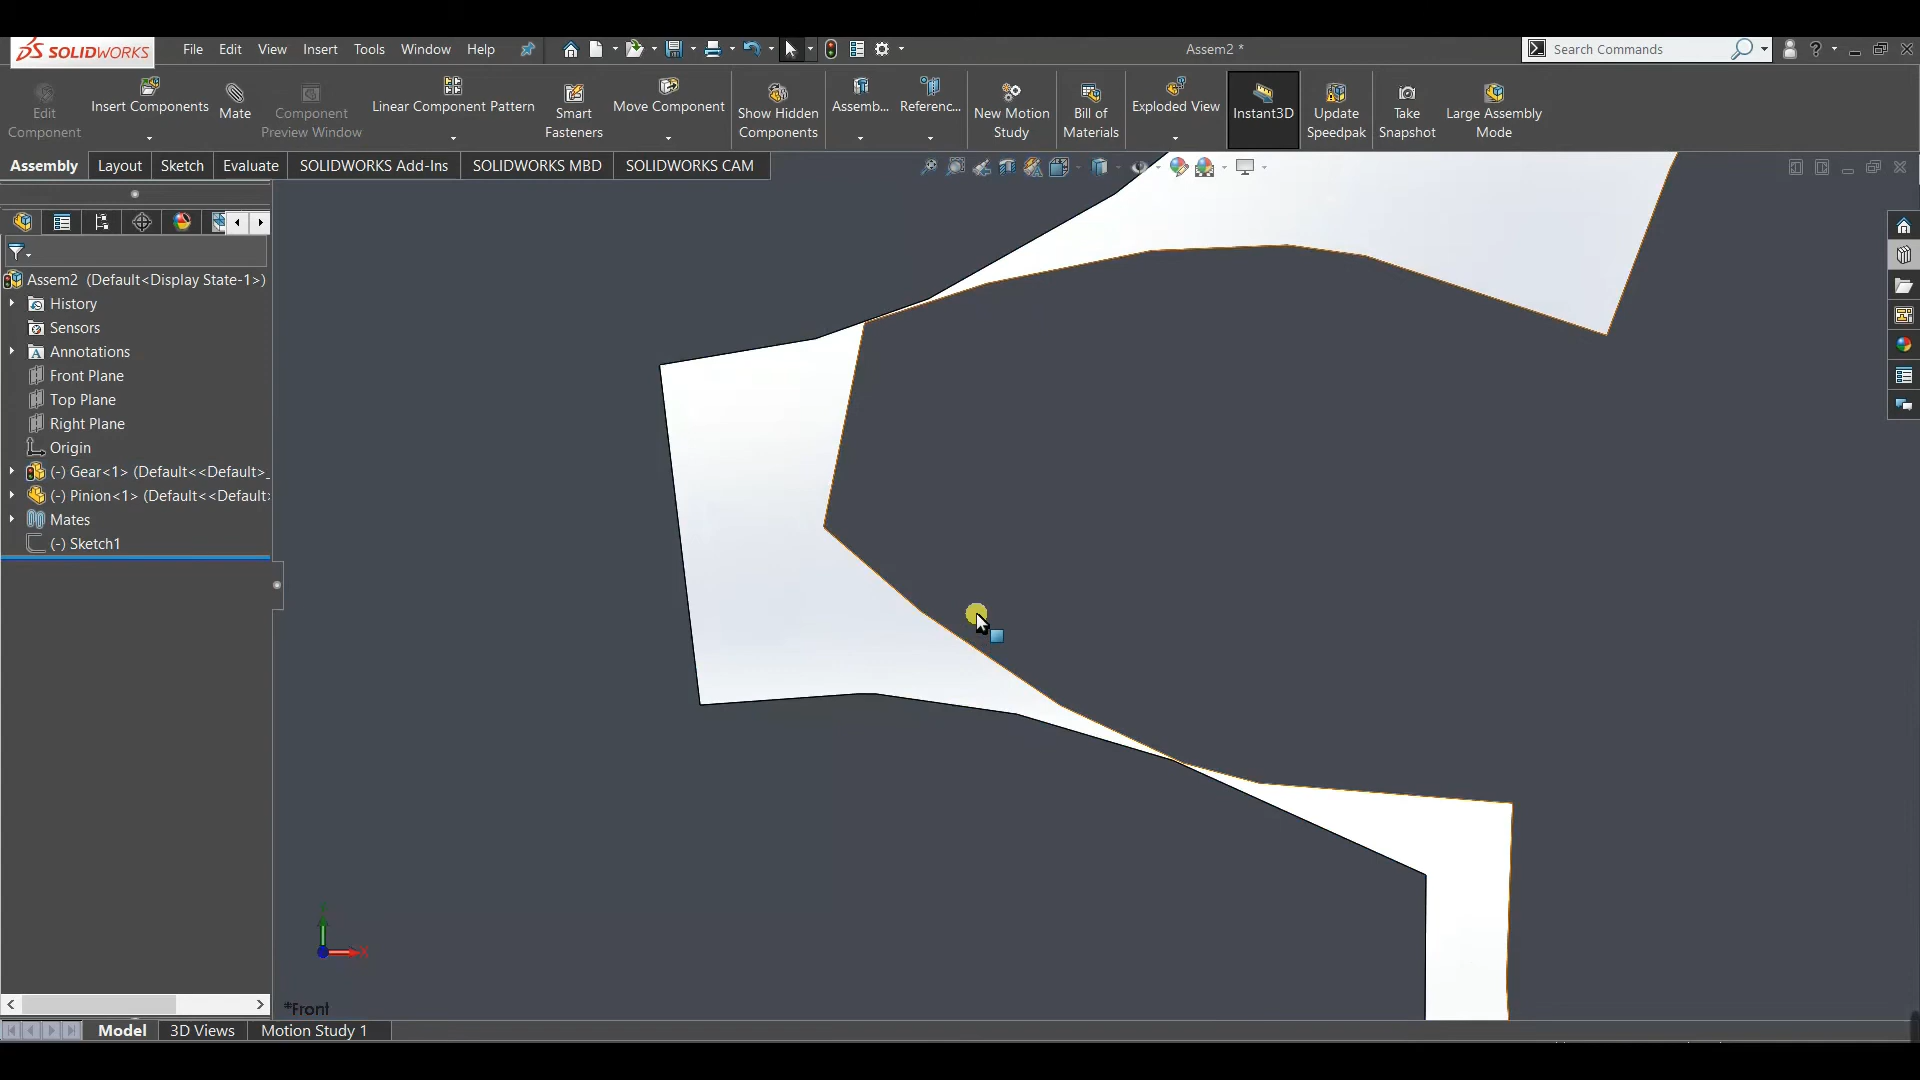 SOLIDWORKS
File Edit View Insert Tools Window Help
Assem2 *
Search Commands
Edit Component
Insert Components
Mate
Component Preview Window
Linear Component Pattern
Smart Fasteners
Move Component
Show Hidden Components
Assemb...
Referenc...
New Motion Study
Bill of Materials
Exploded View
Instant3D
Update Speedpak
Take Snapshot
Large Assembly Mode
Assembly Layout Sketch Evaluate SOLIDWORKS Add-Ins SOLIDWORKS MBD SOLIDWORKS CAM
Assem2 (Default<Display State-1>)
History
Sensors
Annotations
Front Plane
Top Plane
Right Plane
Origin
(-) Gear<1> (Default<<Default>_
(-) Pinion<1> (Default<<Default>
Mates
(-) Sketch1
X
*Front
Model 3D Views Motion Study 1